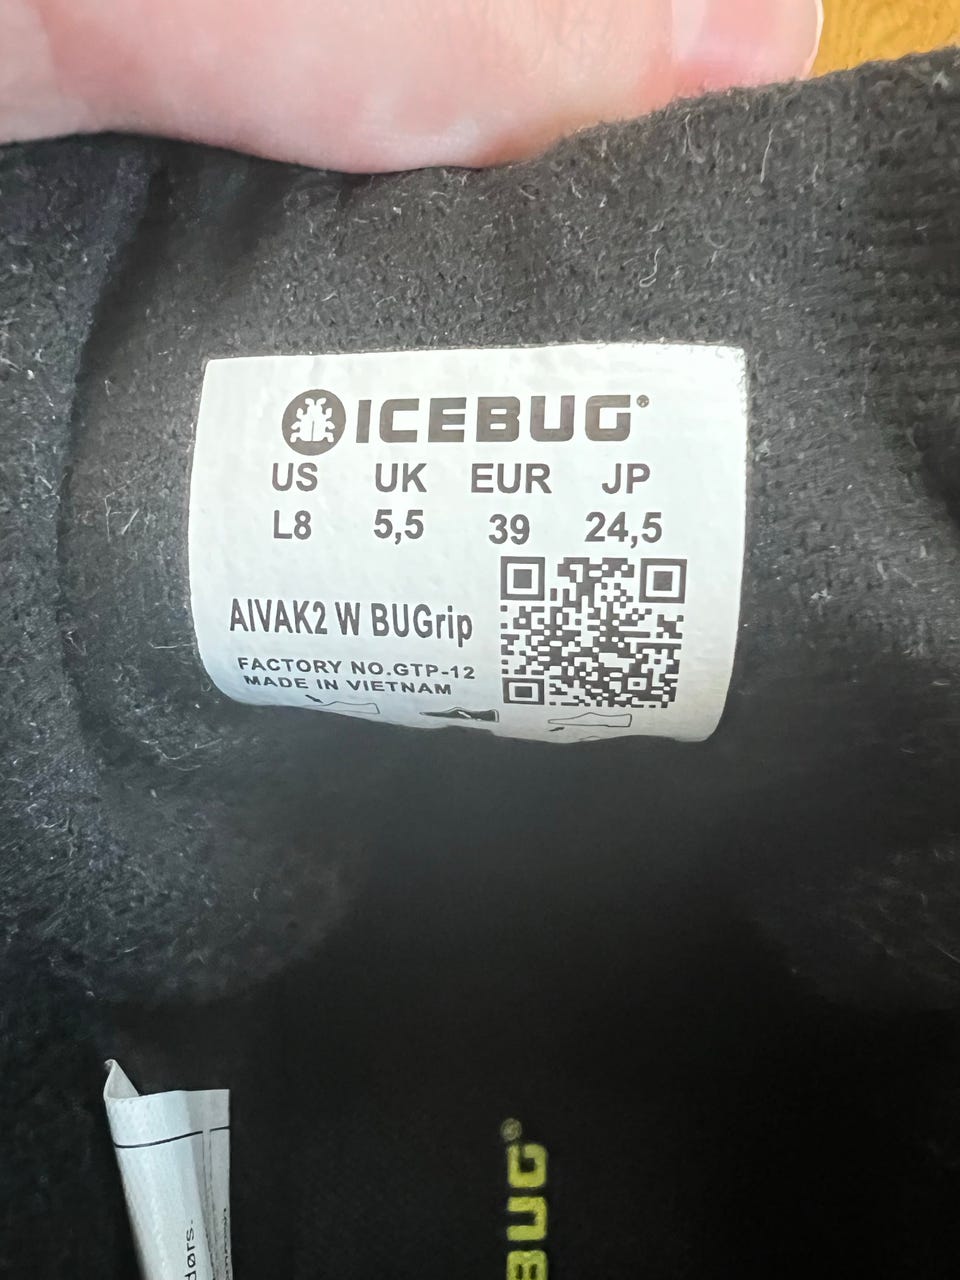 ICEBUG®
US UK EUR JP
L8 5,5 39 24,5
AIVAK2 W BUGrip
FACTORY NO.GTP-12
MADE IN VIETNAM
BUG®